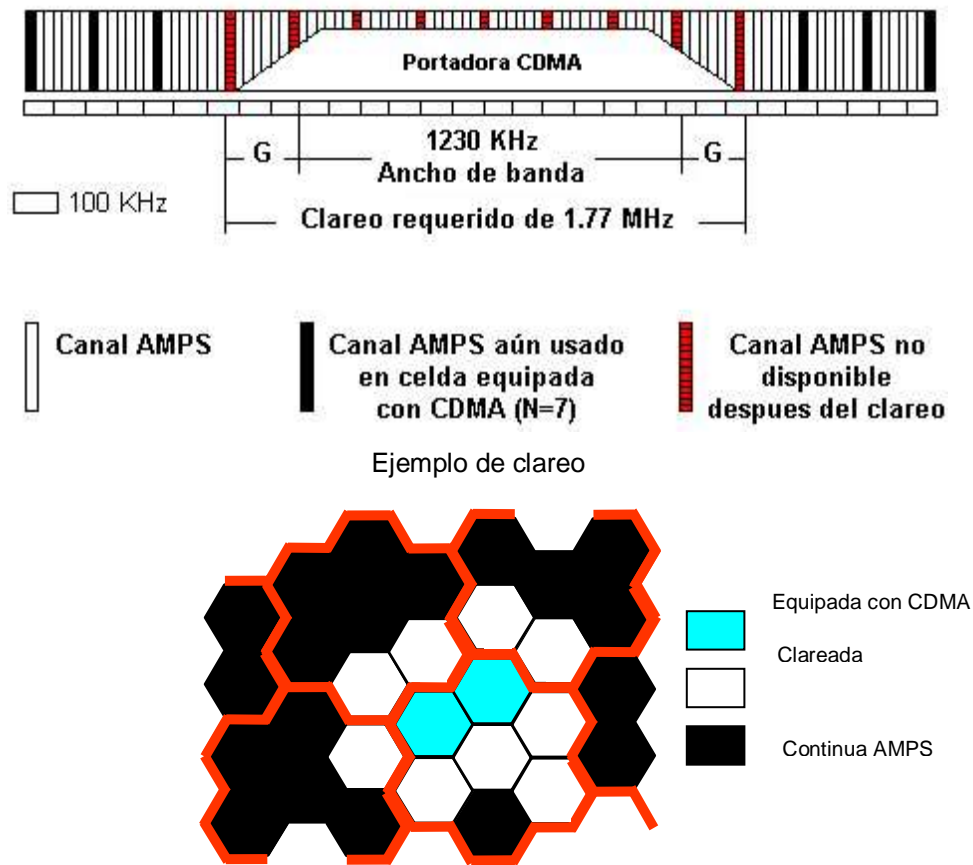 Portadora CDMA
G
1230 KHz
G
Ancho de banda
100 KHz
Clareo requerido de 1.77 MHz
Canal AMPS
Canal AMPS aún usado
en celda equipada
con CDMA (N=7)
Canal AMPS no
disponible
despues del clareo
Ejemplo de clareo
Equipada con CDMA
Clareada
Continua AMPS